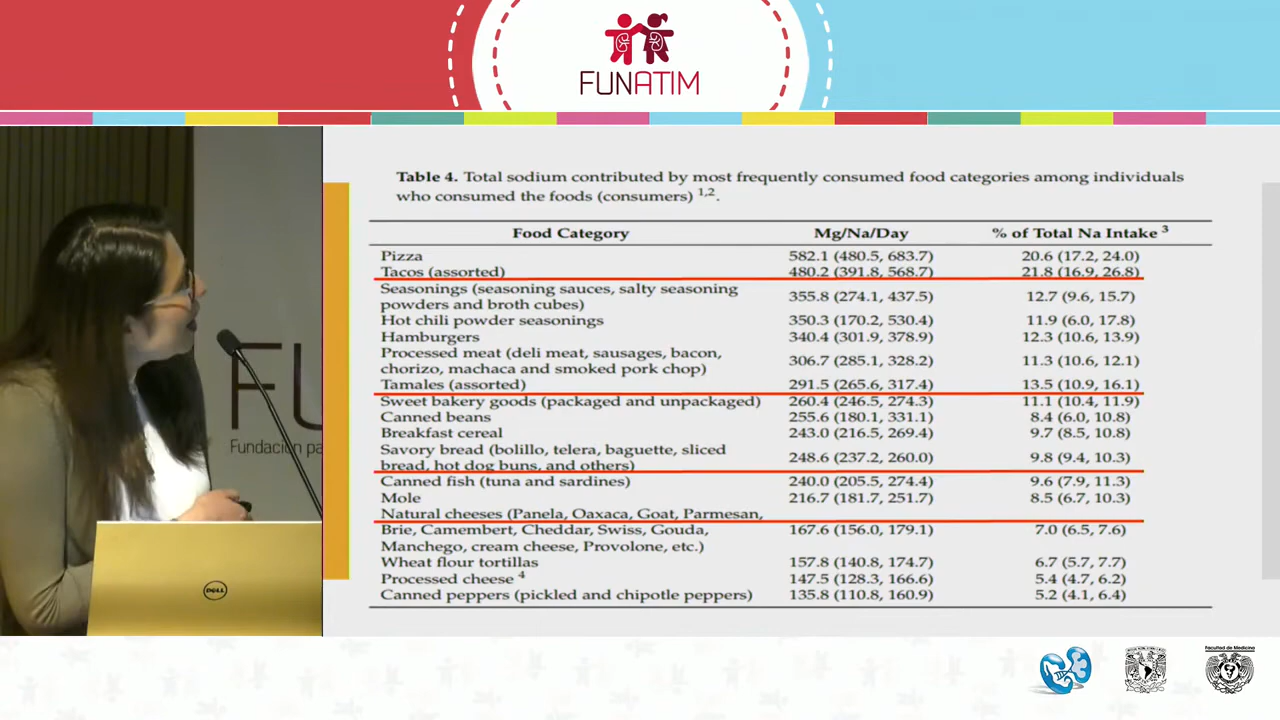 FUNATIM
Table 4. Total sodium contributed by most frequently consumed food categories among individuals
who consumed the foods (consumers) 1,2.
Food Category Mg/Na/Day % of Total Na Intake 3
Pizza 582.1 (480.5, 683.7) 20.6 (17.2, 24.0)
Tacos (assorted) 480.2 (391.8, 568.7) 21.8 (16.9, 26.8)
Seasonings (seasoning sauces, salty seasoning
powders and broth cubes) 355.8 (274.1, 437.5) 12.7 (9.6, 15.7)
Hot chili powder seasonings 350.3 (170.2, 530.4) 11.9 (6.0, 17.8)
Hamburgers 340.4 (301.9, 378.9) 12.3 (10.6, 13.9)
Processed meat (deli meat, sausages, bacon,
chorizo, machaca and smoked pork chop) 306.7 (285.1, 328.2) 11.3 (10.6, 12.1)
Tamales (assorted) 291.5 (265.6, 317.4) 13.5 (10.9, 16.1)
Sweet bakery goods (packaged and unpackaged) 260.4 (246.5, 274.3) 11.1 (10.4, 11.9)
Canned beans 255.6 (180.1, 331.1) 8.4 (6.0, 10.8)
Breakfast cereal 243.0 (216.5, 269.4) 9.7 (8.5, 10.8)
Savory bread (bolillo, telera, baguette, sliced
bread, hot dog buns, and others) 248.6 (237.2, 260.0) 9.8 (9.4, 10.3)
Canned fish (tuna and sardines) 240.0 (205.5, 274.4) 9.6 (7.9, 11.3)
Mole 216.7 (181.7, 251.7) 8.5 (6.7, 10.3)
Natural cheeses (Panela, Oaxaca, Goat, Parmesan,
Brie, Camembert, Cheddar, Swiss, Gouda, 167.6 (156.0, 179.1) 7.0 (6.5, 7.6)
Manchego, cream cheese, Provolone, etc.)
Wheat flour tortillas 157.8 (140.8, 174.7) 6.7 (5.7, 7.7)
Processed cheese 4 147.5 (128.3, 166.6) 5.4 (4.7, 6.2)
Canned peppers (pickled and chipotle peppers) 135.8 (110.8, 160.9) 5.2 (4.1, 6.4)
FU
Fundación pa
DELL
Facultad de Medicina